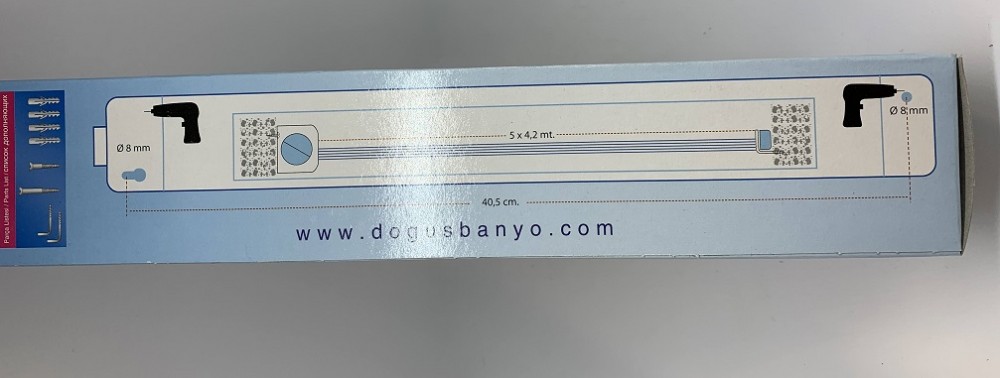 Parça Listesi / Parts List / список дополняющих
Ø 8 mm
5 x 4,2 mt.
Ø 8 mm
40,5 cm.
www.dogusbanyo.com